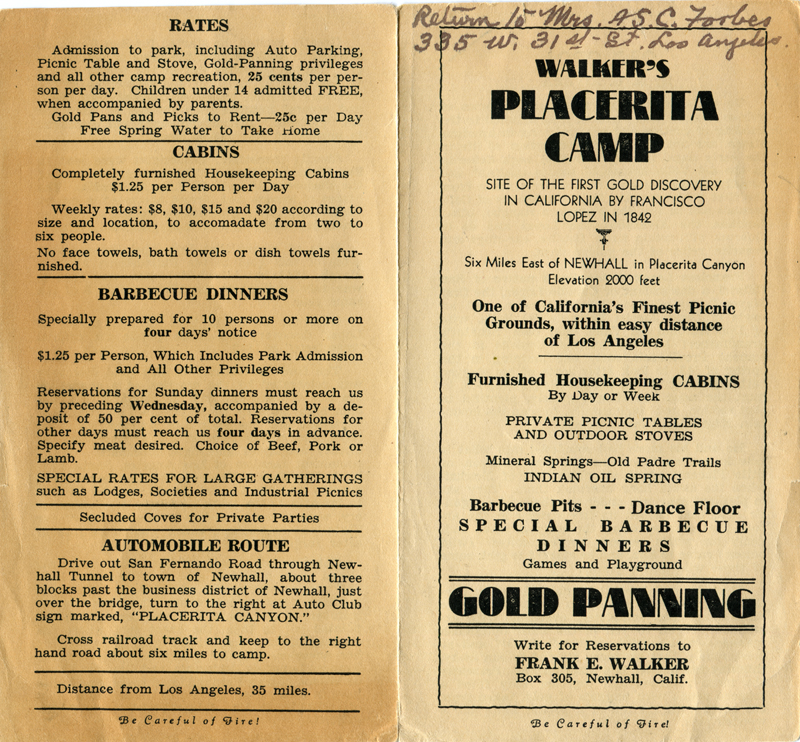 RATES
Admission to park, including Auto Parking,
Picnic Table and Stove, Gold-Panning privileges
and all other camp recreation, 25 cents per per-
son per day. Children under 14 admitted FREE,
when accompanied by parents.
Gold Pans and Picks to Rent—25c per Day
Free Spring Water to Take Home
CABINS
Completely furnished Housekeeping Cabins
$1.25 per Person per Day
Weekly rates: $8, $10, $15 and $20 according to
size and location, to accomadate from two to
six people.
No face towels, bath towels or dish towels fur-
nished.
BARBECUE DINNERS
Specially prepared for 10 persons or more on
four days' notice
$1.25 per Person, Which Includes Park Admission
and All Other Privileges
Reservations for Sunday dinners must reach us
by preceding Wednesday, accompanied by a de-
posit of 50 per cent of total. Reservations for
other days must reach us four days in advance.
Specify meat desired. Choice of Beef, Pork or
Lamb.
SPECIAL RATES FOR LARGE GATHERINGS
such as Lodges, Societies and Industrial Picnics
Secluded Coves for Private Parties
AUTOMOBILE ROUTE
Drive out San Fernando Road through New-
hall Tunnel to town of Newhall, about three
blocks past the business district of Newhall, just
over the bridge, turn to the right at Auto Club
sign marked, "PLACERITA CANYON."
Cross railroad track and keep to the right
hand road about six miles to camp.
Distance from Los Angeles, 35 miles.
Be Careful of Fire!
Return to Mrs. A.S.C. Forbes
335 W. 31st St. Los Angeles.
WALKER'S
PLACERITA
CAMP
SITE OF THE FIRST GOLD DISCOVERY
IN CALIFORNIA BY FRANCISCO
LOPEZ IN 1842
Six Miles East of NEWHALL in Placerita Canyon
Elevation 2000 feet
One of California's Finest Picnic
Grounds, within easy distance
of Los Angeles
Furnished Housekeeping CABINS
By Day or Week
PRIVATE PICNIC TABLES
AND OUTDOOR STOVES
Mineral Springs—Old Padre Trails
INDIAN OIL SPRING
Barbecue Pits - - - Dance Floor
SPECIAL BARBECUE
DINNERS
Games and Playground
GOLD PANNING
Write for Reservations to
FRANK E. WALKER
Box 305, Newhall, Calif.
Be Careful of Fire!